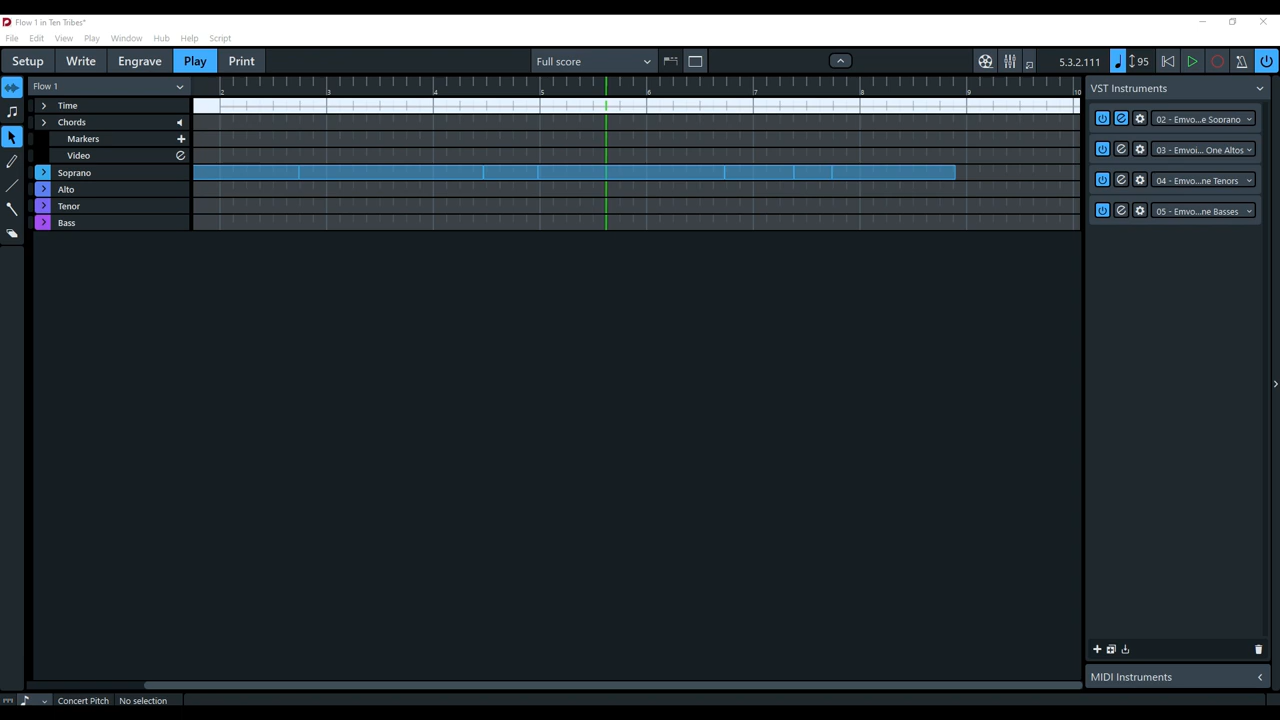 Flow 1 in Ten Tribes*
File Edit View Play Window Hub Help Script
Setup Write Engrave Play Print Full score 5.3.2.111 95
Flow 1 2 3 4 5 6 7 8 9 10
Time
Chords
Markers
Video
Soprano
Alto
Tenor
Bass
VST Instruments
02 - Emvo...e Soprano
03 - Emvoi... One Altos
04 - Emvo...ne Tenors
05 - Emvo...ne Basses
MIDI Instruments
Concert Pitch No selection